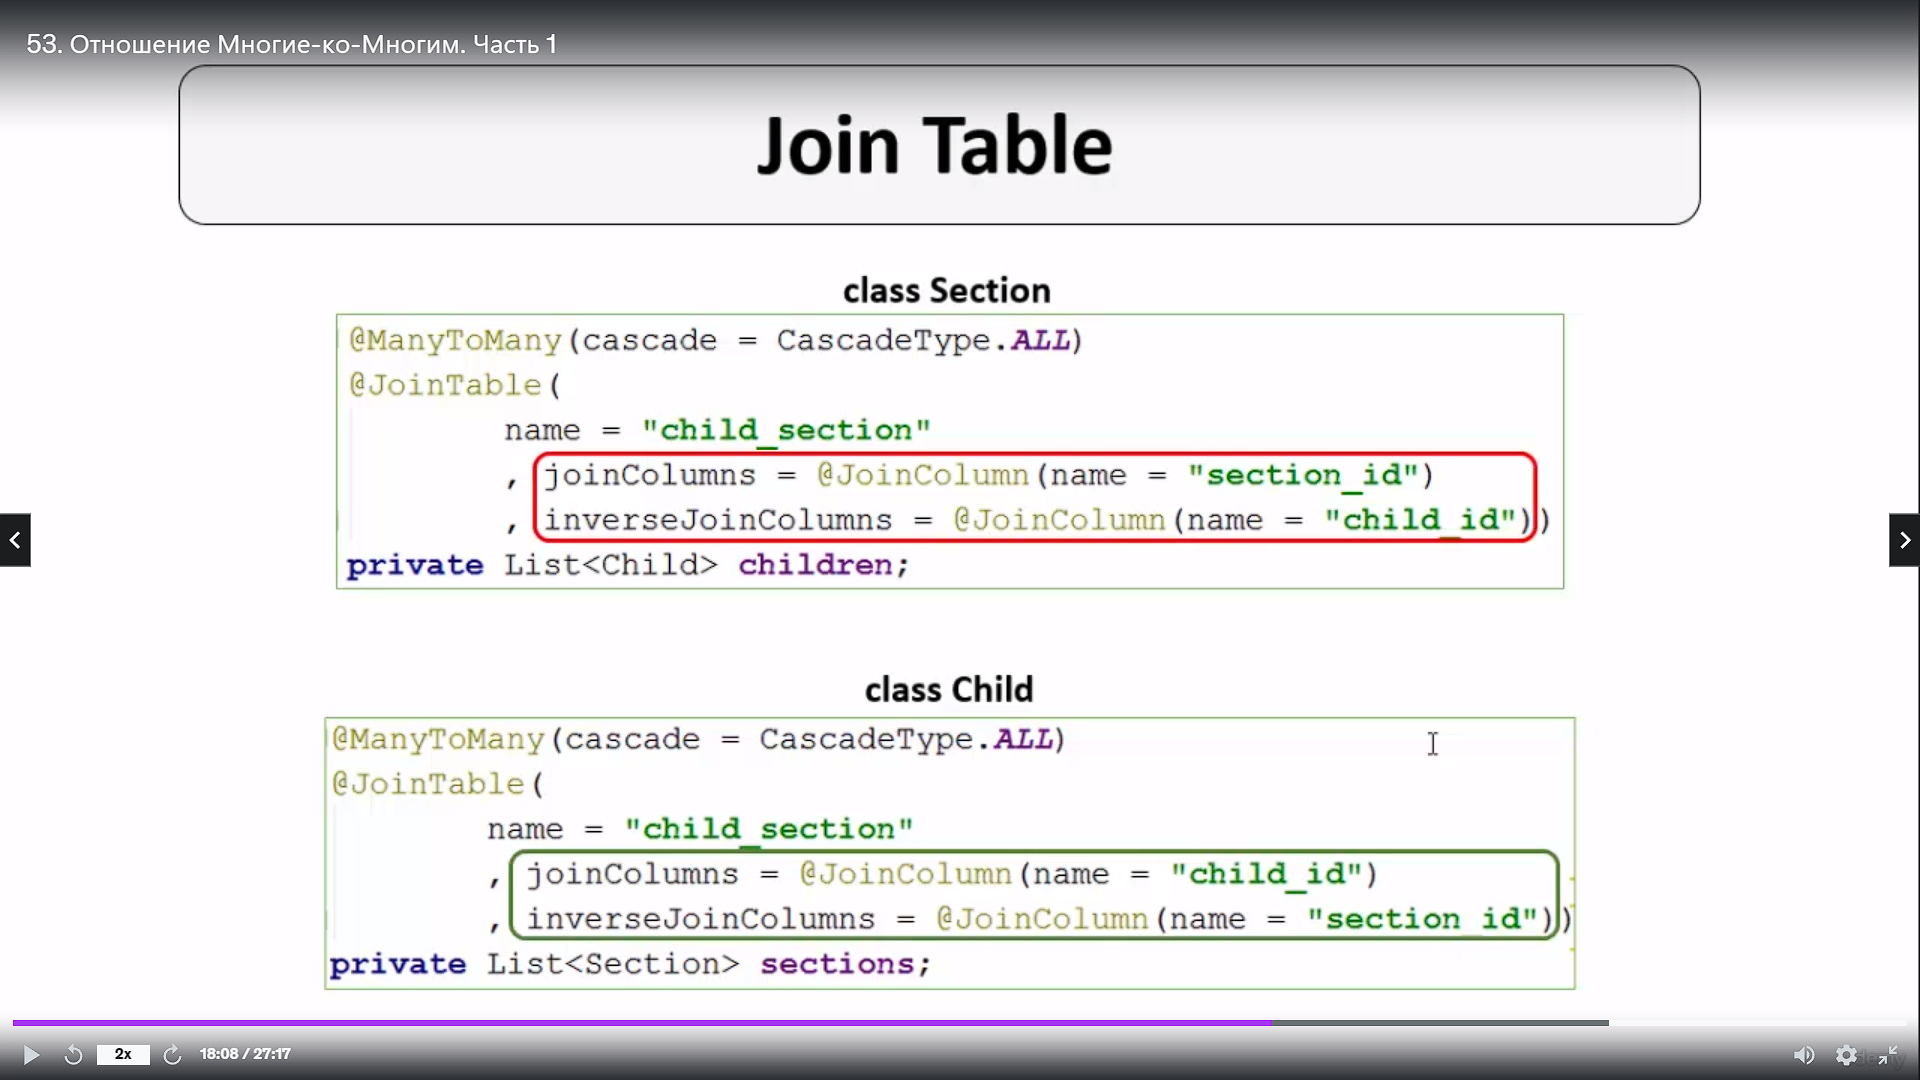 53. Отношение Многие-ко-Многим. Часть 1
Join Table
class Section
@ManyToMany(cascade = CascadeType.ALL)
@JoinTable(
name = "child_section"
, joinColumns = @JoinColumn(name = "section_id")
, inverseJoinColumns = @JoinColumn(name = "child_id"))
private List<Child> children;
class Child
@ManyToMany(cascade = CascadeType.ALL)
@JoinTable(
name = "child_section"
, joinColumns = @JoinColumn(name = "child_id")
, inverseJoinColumns = @JoinColumn(name = "section_id"))
private List<Section> sections;
2x
18:08 / 27:17